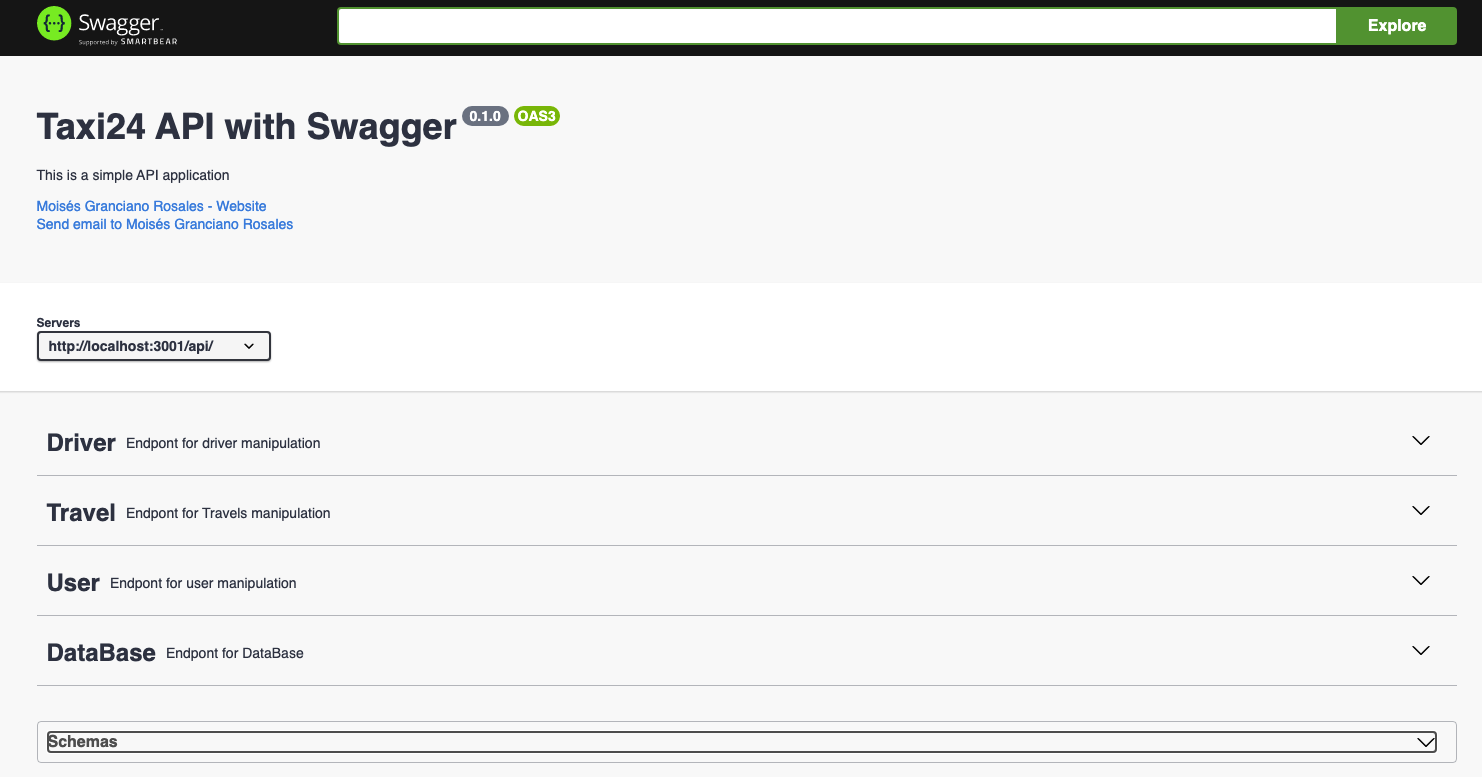 {···} Swagger
Supported by SMARTBEAR
Explore
Taxi24 API with Swagger 0.1.0 OAS3
This is a simple API application
Moisés Granciano Rosales - Website
Send email to Moisés Granciano Rosales
Servers
http://localhost:3001/api/
Driver Endpont for driver manipulation
Travel Endpont for Travels manipulation
User Endpont for user manipulation
DataBase Endpont for DataBase
Schemas